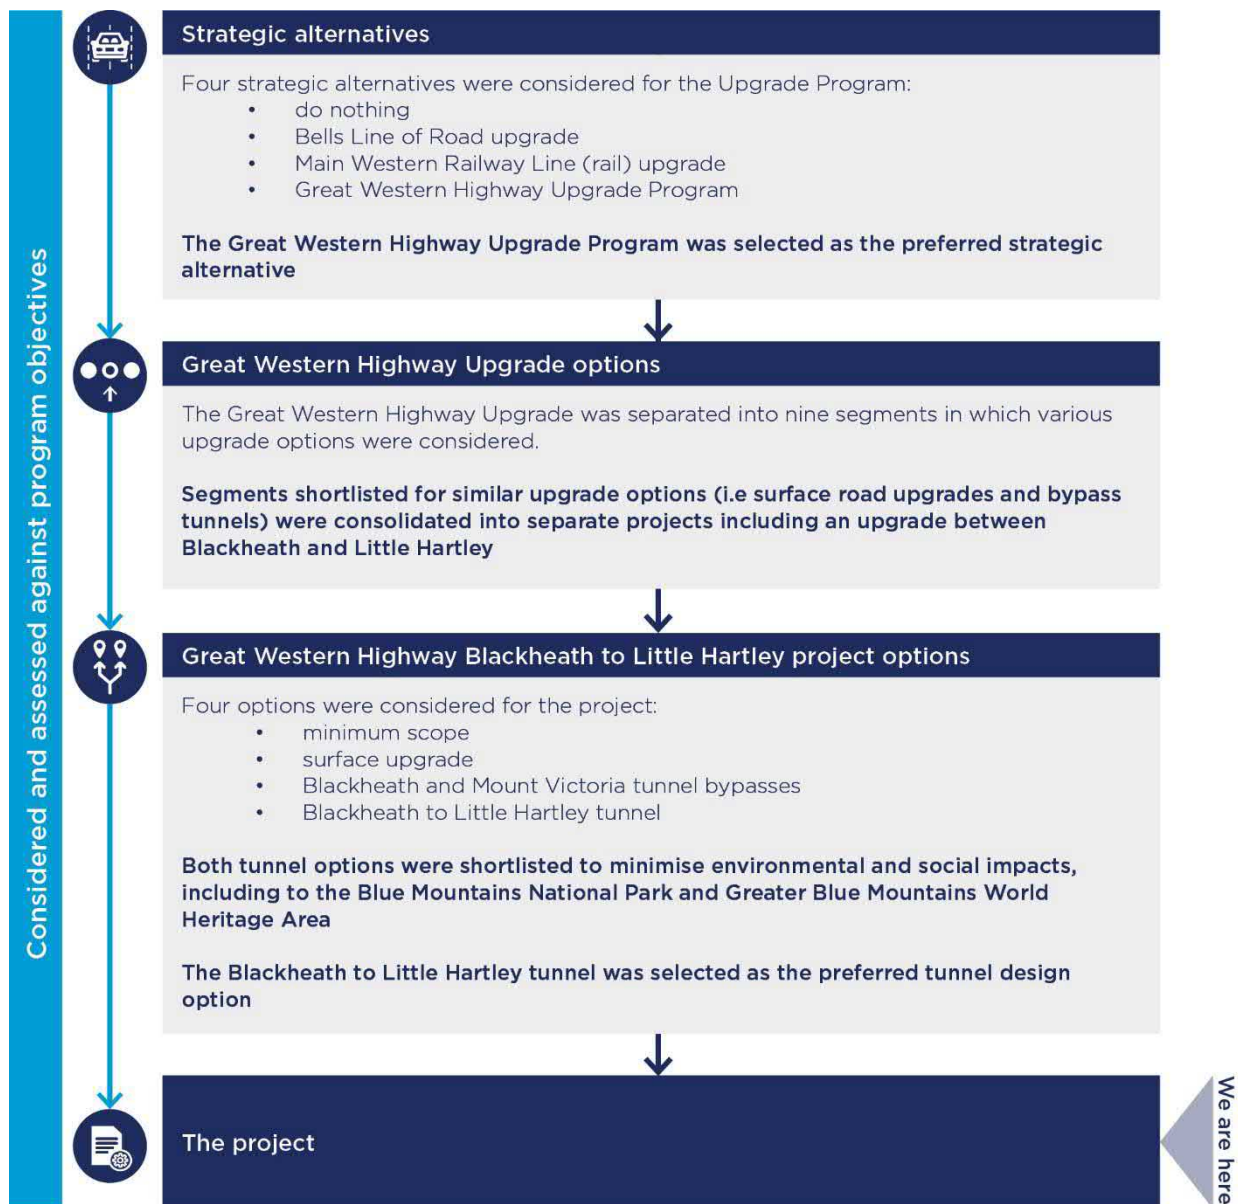 Considered and assessed against program objectives
Strategic alternatives
Four strategic alternatives were considered for the Upgrade Program:
• do nothing
• Bells Line of Road upgrade
• Main Western Railway Line (rail) upgrade
• Great Western Highway Upgrade Program
The Great Western Highway Upgrade Program was selected as the preferred strategic
alternative
Great Western Highway Upgrade options
The Great Western Highway Upgrade was separated into nine segments in which various
upgrade options were considered.
Segments shortlisted for similar upgrade options (i.e surface road upgrades and bypass
tunnels) were consolidated into separate projects including an upgrade between
Blackheath and Little Hartley
Great Western Highway Blackheath to Little Hartley project options
Four options were considered for the project:
• minimum scope
• surface upgrade
• Blackheath and Mount Victoria tunnel bypasses
• Blackheath to Little Hartley tunnel
Both tunnel options were shortlisted to minimise environmental and social impacts,
including to the Blue Mountains National Park and Greater Blue Mountains World
Heritage Area
The Blackheath to Little Hartley tunnel was selected as the preferred tunnel design
option
The project
We are here